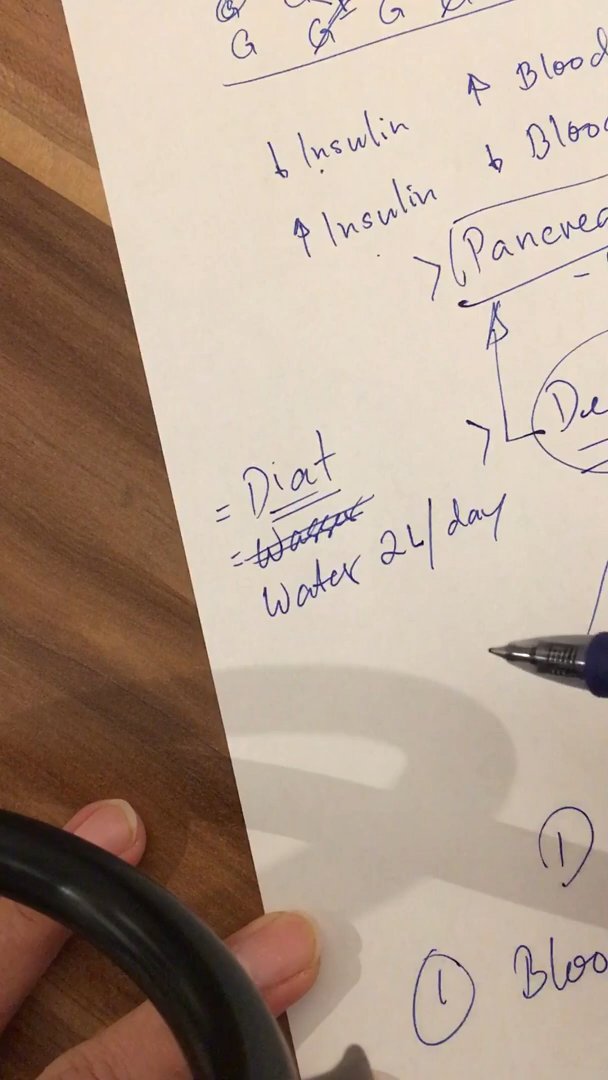 G G G
↓ Insulin ↑ Blood
↑ Insulin ↓ Blood
> Pancrea
>
= Diat
Water 2L/day
1
1 Bloo